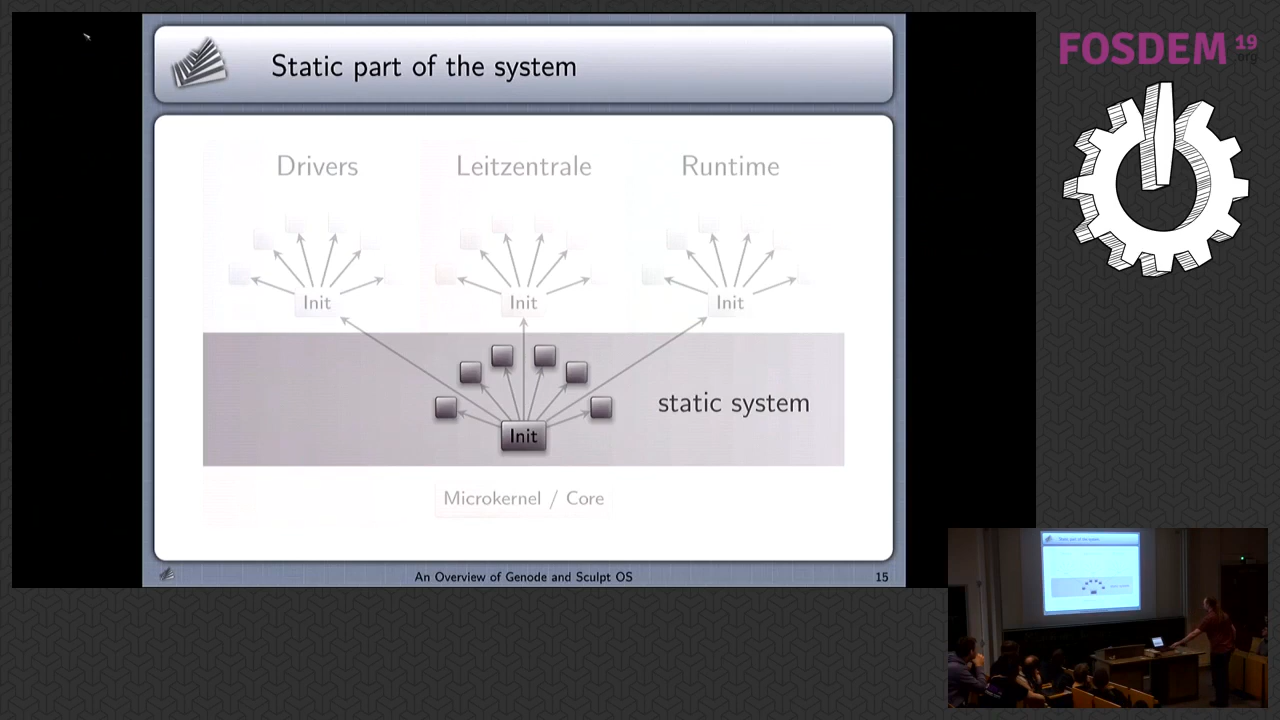 Static part of the system
Drivers
Leitzentrale
Runtime
Init
Init
Init
static system
Init
Microkernel / Core
An Overview of Genode and Sculpt OS
15
FOSDEM 19
.org